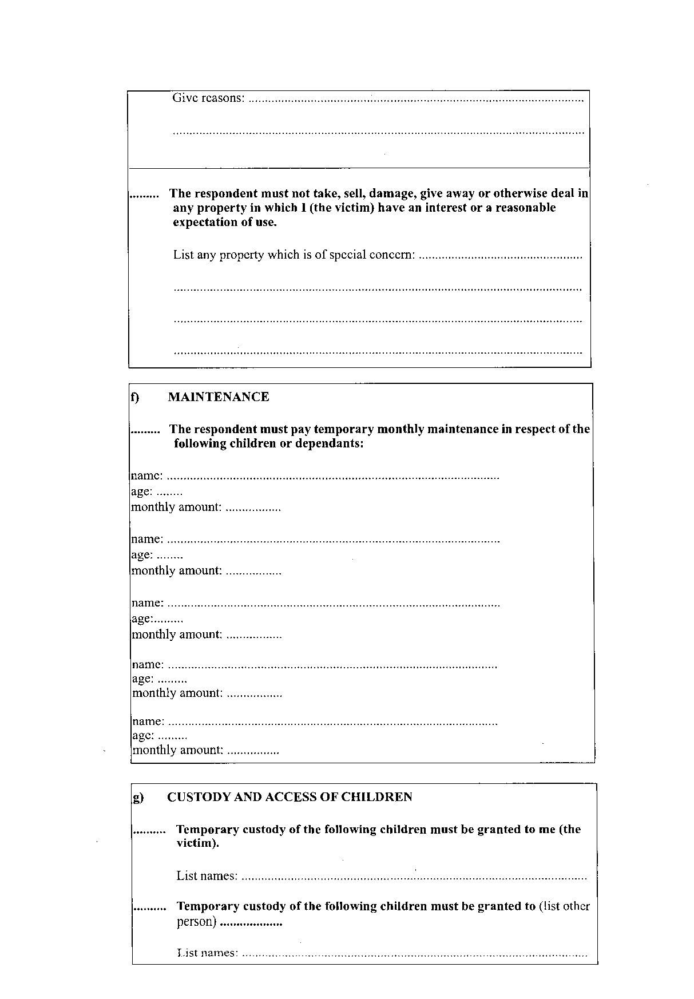 Give reasons: ........................................................................................................
................................................................................................................................
......... The respondent must not take, sell, damage, give away or otherwise deal in
any property in which I (the victim) have an interest or a reasonable
expectation of use.
List any property which is of special concern: ..................................................
................................................................................................................................
................................................................................................................................
................................................................................................................................
f) MAINTENANCE
......... The respondent must pay temporary monthly maintenance in respect of the
following children or dependants:
name: .....................................................................................................
age: ........
monthly amount: .................
name: .....................................................................................................
age: ........
monthly amount: .................
name: .....................................................................................................
age:.........
monthly amount: .................
name: ....................................................................................................
age: .........
monthly amount: .................
name: ....................................................................................................
age: .........
monthly amount: ................
g) CUSTODY AND ACCESS OF CHILDREN
.......... Temporary custody of the following children must be granted to me (the
victim).
List names: .........................................................................................................
.......... Temporary custody of the following children must be granted to (list other
person) ...................
List names: .........................................................................................................